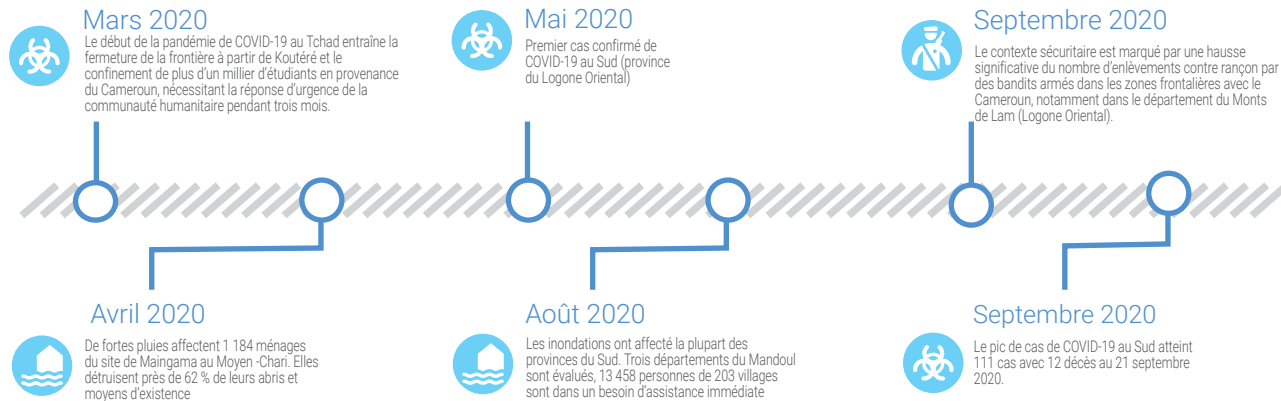 Mars 2020
Le début de la pandémie de COVID-19 au Tchad entraîne la
fermeture de la frontière à partir de Koutéré et le
confinement de plus d'un millier d'étudiants en provenance
du Cameroun, nécessitant la réponse d'urgence de la
communauté humanitaire pendant trois mois.
Avril 2020
De fortes pluies affectent 1 184 ménages
du site de Maingama au Moyen -Chari. Elles
détruisent près de 62 % de leurs abris et
moyens d'existence
Mai 2020
Premier cas confirmé de
COVID-19 au Sud (province
du Logone Oriental)
Août 2020
Les inondations ont affecté la plupart des
provinces du Sud. Trois départements du Mandoul
sont évalués, 13 458 personnes de 203 villages
sont dans un besoin d'assistance immédiate
Septembre 2020
Le contexte sécuritaire est marqué par une hausse
significative du nombre d'enlèvements contre rançon par
des bandits armés dans les zones frontalières avec le
Cameroun, notamment dans le département du Monts
de Lam (Logone Oriental).
Septembre 2020
Le pic de cas de COVID-19 au Sud atteint
111 cas avec 12 décès au 21 septembre
2020.